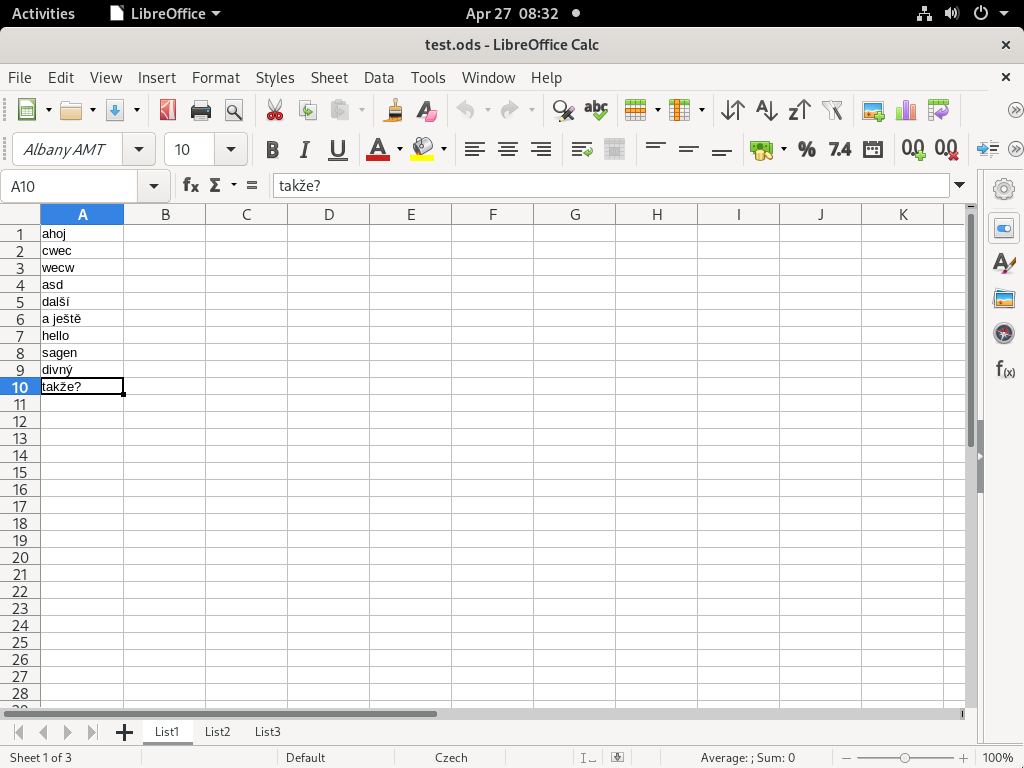 Activities LibreOffice Apr 27 08:32
test.ods - LibreOffice Calc
File Edit View Insert Format Styles Sheet Data Tools Window Help
Albany AMT 10
A10 takže?
A B C D E F G H I J K
1 ahoj
2 cwec
3 wecw
4 asd
5 další
6 a ještě
7 hello
8 sagen
9 divný
10 takže?
11
12
13
14
15
16
17
18
19
20
21
22
23
24
25
26
27
28
List1 List2 List3
Sheet 1 of 3 Default Czech Average: ; Sum: 0 100%